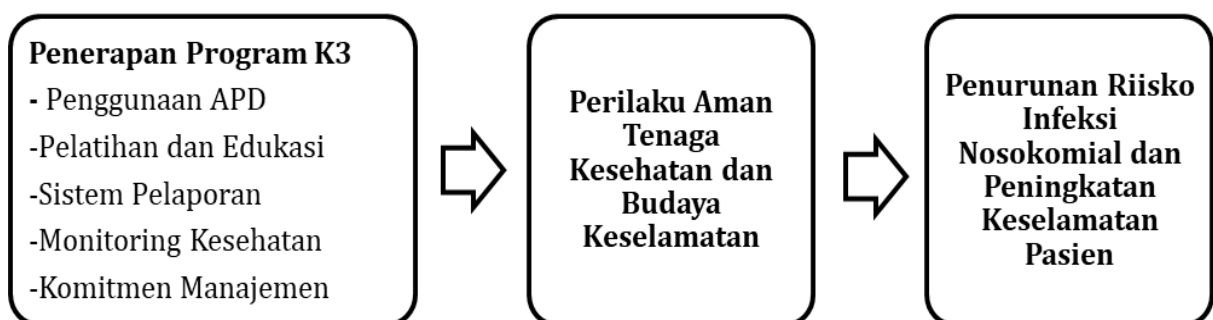 Penerapan Program K3
- Penggunaan APD
-Pelatihan dan Edukasi
-Sistem Pelaporan
-Monitoring Kesehatan
-Komitmen Manajemen
Perilaku Aman
Tenaga
Kesehatan dan
Budaya
Keselamatan
Penurunan Riisko
Infeksi
Nosokomial dan
Peningkatan
Keselamatan
Pasien